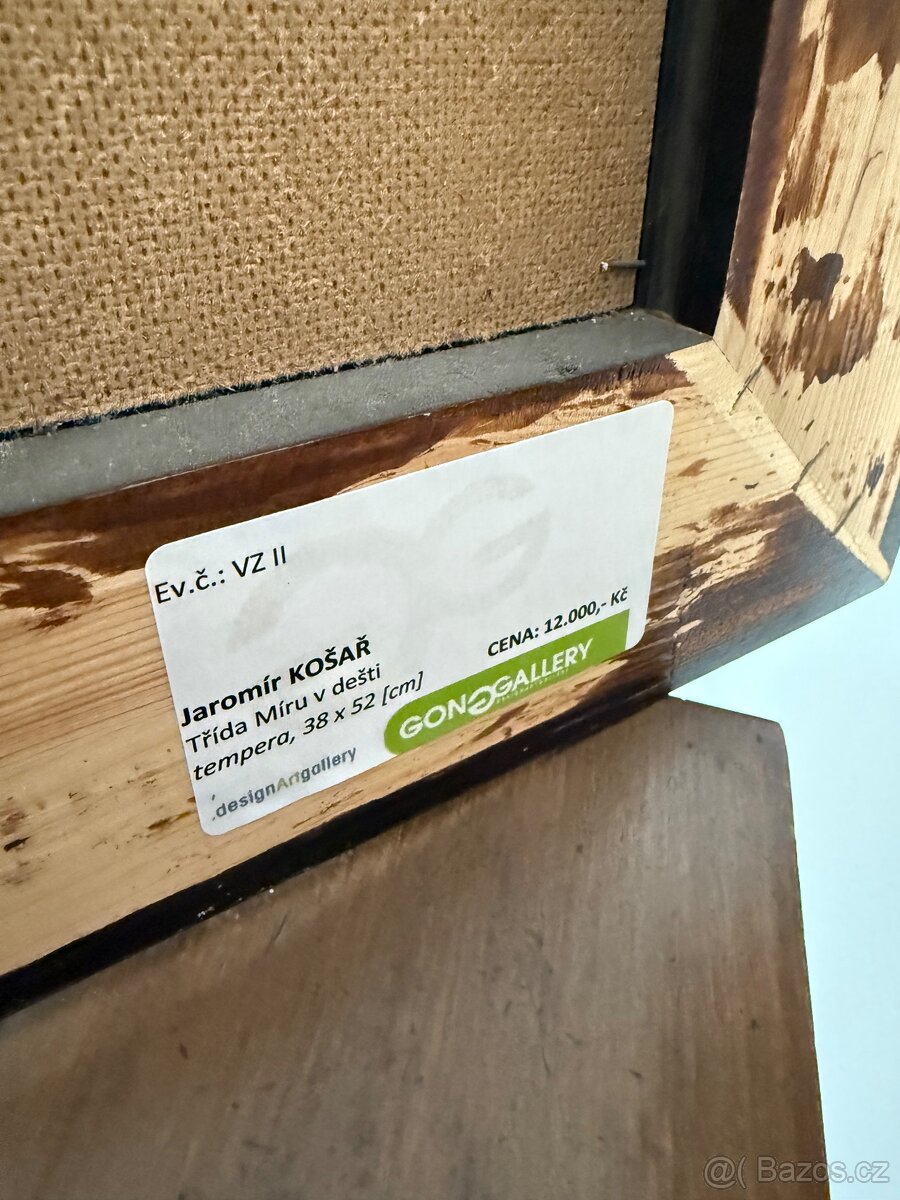 Ev.č.: VZ II
CENA: 12.000,- Kč
Jaromír KOŠAŘ
Třída Míru v dešti
tempera, 38 x 52 [cm]
GONGGALLERY
designArtgallery
@( Bazos.cz